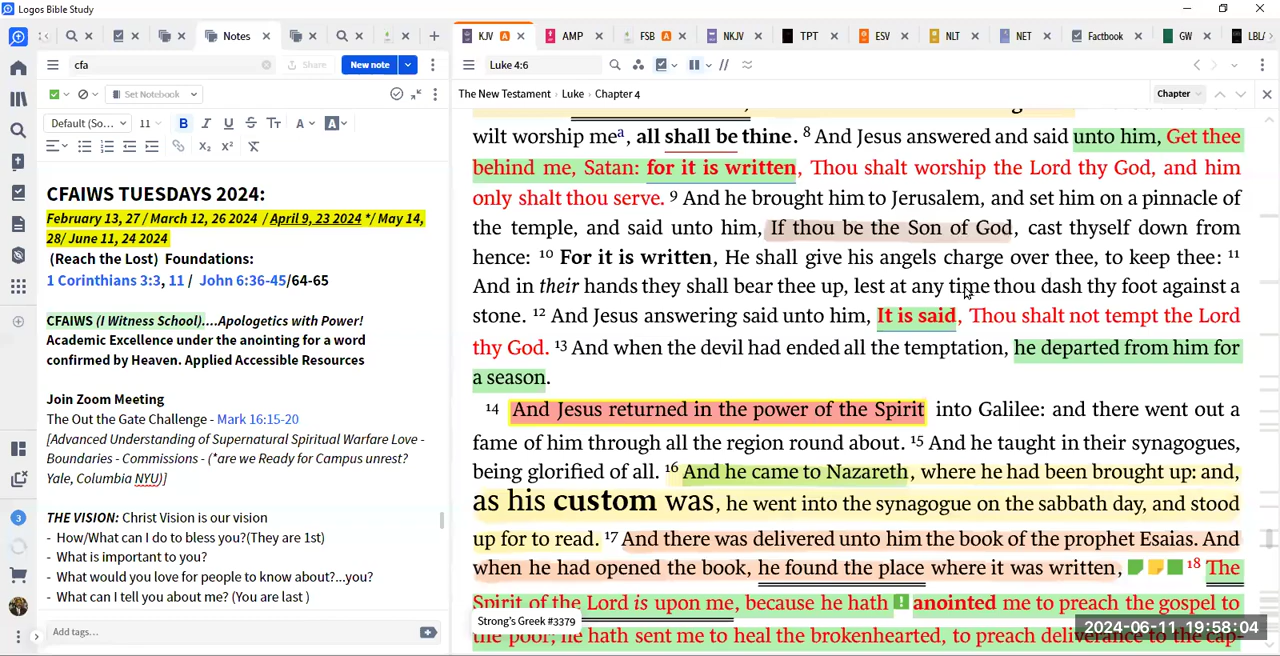 Logos Bible Study
Notes
KJV A
AMP
FSB A
NKJV
TPT
ESV
NLT
NET
Factbook
GW
LBL
cfa
Share
New note
Luke 4:6
Set Notebook
The New Testament › Luke › Chapter 4
Chapter
Default (So...
11
B I U S Tт A A
X₂ X²
CFAIWS TUESDAYS 2024:
February 13, 27 / March 12, 26 2024 / April 9, 23 2024 */ May 14,
28/ June 11, 24 2024
(Reach the Lost) Foundations:
1 Corinthians 3:3, 11 / John 6:36-45/64-65
CFAIWS (I Witness School)....Apologetics with Power!
Academic Excellence under the anointing for a word
confirmed by Heaven. Applied Accessible Resources
Join Zoom Meeting
The Out the Gate Challenge - Mark 16:15-20
[Advanced Understanding of Supernatural Spiritual Warfare Love -
Boundaries - Commissions - (*are we Ready for Campus unrest?
Yale, Columbia NYU)]
THE VISION: Christ Vision is our vision
- How/What can I do to bless you?(They are 1st)
- What is important to you?
- What would you love for people to know about?...you?
- What can I tell you about me? (You are last )
Add tags...
3
wilt worship meᵃ, all shall be thine. 8 And Jesus answered and said unto him, Get thee
behind me, Satan: for it is written, Thou shalt worship the Lord thy God, and him
only shalt thou serve. 9 And he brought him to Jerusalem, and set him on a pinnacle of
the temple, and said unto him, If thou be the Son of God, cast thyself down from
hence: 10 For it is written, He shall give his angels charge over thee, to keep thee: 11
And in their hands they shall bear thee up, lest at any time thou dash thy foot against a
stone. 12 And Jesus answering said unto him, It is said, Thou shalt not tempt the Lord
thy God. 13 And when the devil had ended all the temptation, he departed from him for
a season.
14 And Jesus returned in the power of the Spirit into Galilee: and there went out a
fame of him through all the region round about. 15 And he taught in their synagogues,
being glorified of all. 16 And he came to Nazareth, where he had been brought up: and,
as his custom was, he went into the synagogue on the sabbath day, and stood
up for to read. 17 And there was delivered unto him the book of the prophet Esaias. And
when he had opened the book, he found the place where it was written, 18 The
Spirit of the Lord is upon me, because he hath anointed me to preach the gospel to
the poor; he hath sent me to heal the brokenhearted, to preach deliverance to the cap-
Strong's Greek #3379
2024-06-11 19:58:04